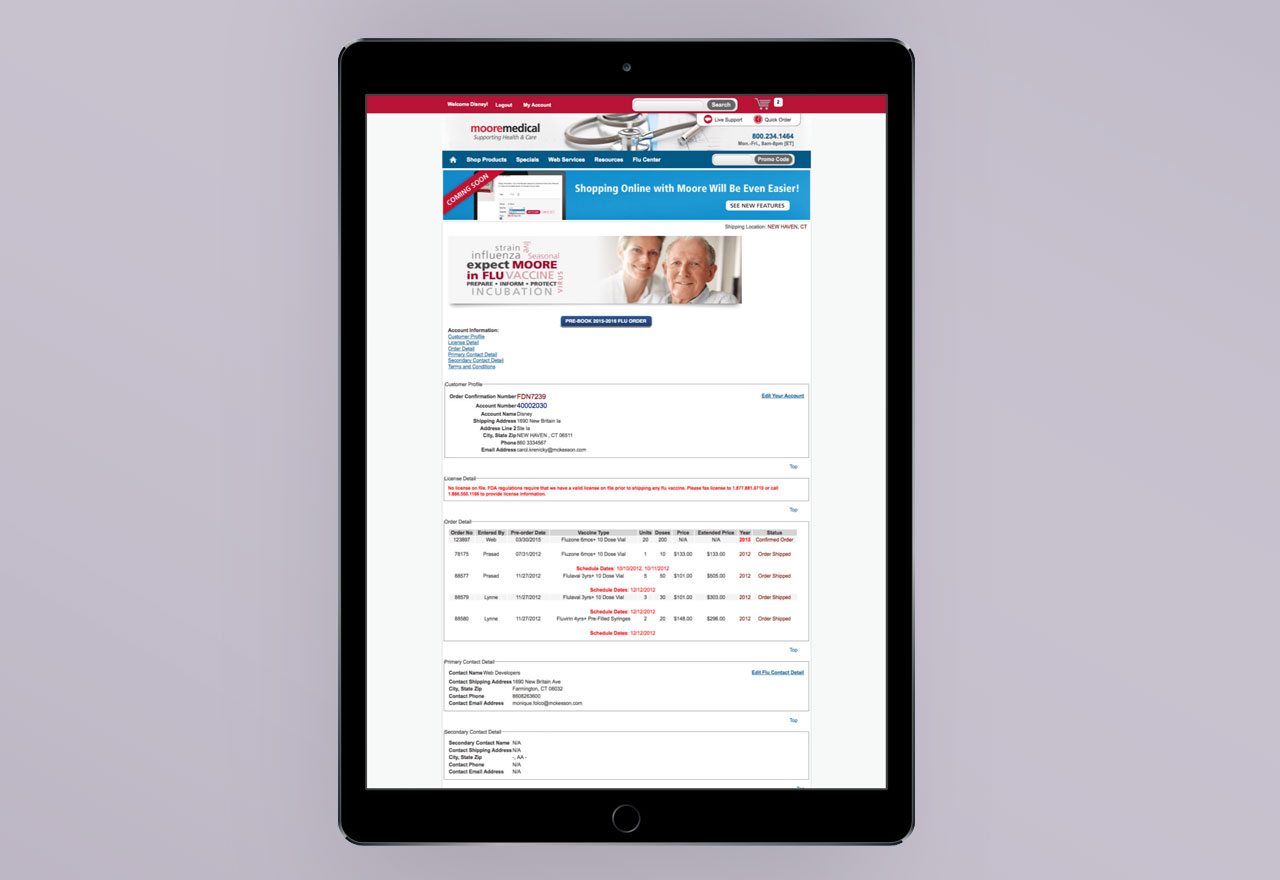 Welcome Disney! Logout My Account Search 2
Live Support Quick Order
mooremedical
Supporting Health & Care
800.234.1464
Mon.-Fri., 8am-8pm [ET]
Shop Products Specials Web Services Resources Flu Center Promo Code
COMING SOON
Shopping Online with Moore Will Be Even Easier!
SEE NEW FEATURES
Shipping Location: NEW HAVEN, CT
strain
influenza Seasonal
expect MOORE
in FLU VACCINE
PREPARE • INFORM • PROTECT
INCUBATION
VIRUS
PRE-BOOK 2015-2016 FLU ORDER
Account Information:
Customer Profile
License Detail
Order Detail
Primary Contact Detail
Secondary Contact Detail
Terms and Conditions
Customer Profile
Order Confirmation Number FDN7239
Edit Your Account
Account Number 40002030
Account Name Disney
Shipping Address 1690 New Britain la
Address Line 2 Ste la
City, State Zip NEW HAVEN , CT 06511
Phone 860 3334567
Email Address carol.krenicky@mckesson.com
Top
License Detail
No license on file. FDA regulations require that we have a valid license on file prior to shipping any flu vaccine. Please fax license to 1.877.881.0719 or call
1.866.556.1186 to provide license information.
Top
Order Detail
Order No Entered By Pre-order Date Vaccine Type Units Doses Price Extended Price Year Status
123897 Web 03/30/2015 Fluzone 6mos+ 10 Dose Vial 20 200 N/A N/A 2015 Confirmed Order
78175 Prasad 07/31/2012 Fluzone 6mos+ 10 Dose Vial 1 10 $133.00 $133.00 2012 Order Shipped
Schedule Dates: 10/10/2012, 10/11/2012
88577 Prasad 11/27/2012 Flulaval 3yrs+ 10 Dose Vial 5 50 $101.00 $505.00 2012 Order Shipped
Schedule Dates: 12/12/2012
88579 Lynne 11/27/2012 Flulaval 3yrs+ 10 Dose Vial 3 30 $101.00 $303.00 2012 Order Shipped
Schedule Dates: 12/12/2012
88580 Lynne 11/27/2012 Fluvirin 4yrs+ Pre-Filled Syringes 2 20 $148.00 $296.00 2012 Order Shipped
Schedule Dates: 12/12/2012
Top
Primary Contact Detail
Contact Name Web Developers
Edit Flu Contact Detail
Contact Shipping Address 1690 New Britain Ave
City, State Zip Farmington, CT 06032
Contact Phone 8608263600
Contact Email Address monique.folco@mckesson.com
Top
Secondary Contact Detail
Secondary Contact Name N/A
Contact Shipping Address N/A
City, State Zip -, AA -
Contact Phone N/A
Contact Email Address N/A